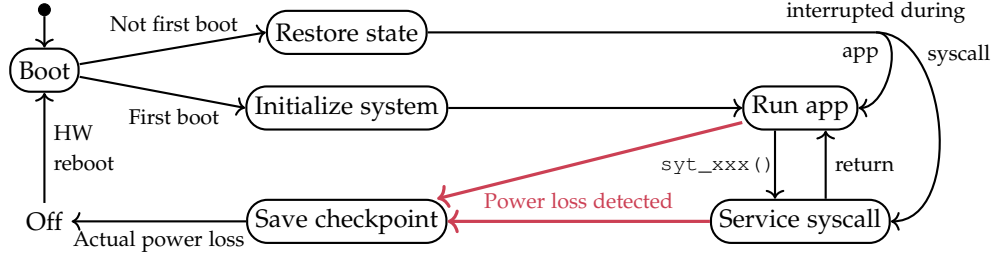 interrupted during
Not first boot
Restore state
app
syscall
Boot
First boot
Initialize system
Run app
HW
reboot
syt_xxx()
return
Off
Actual power loss
Save checkpoint
Power loss detected
Service syscall